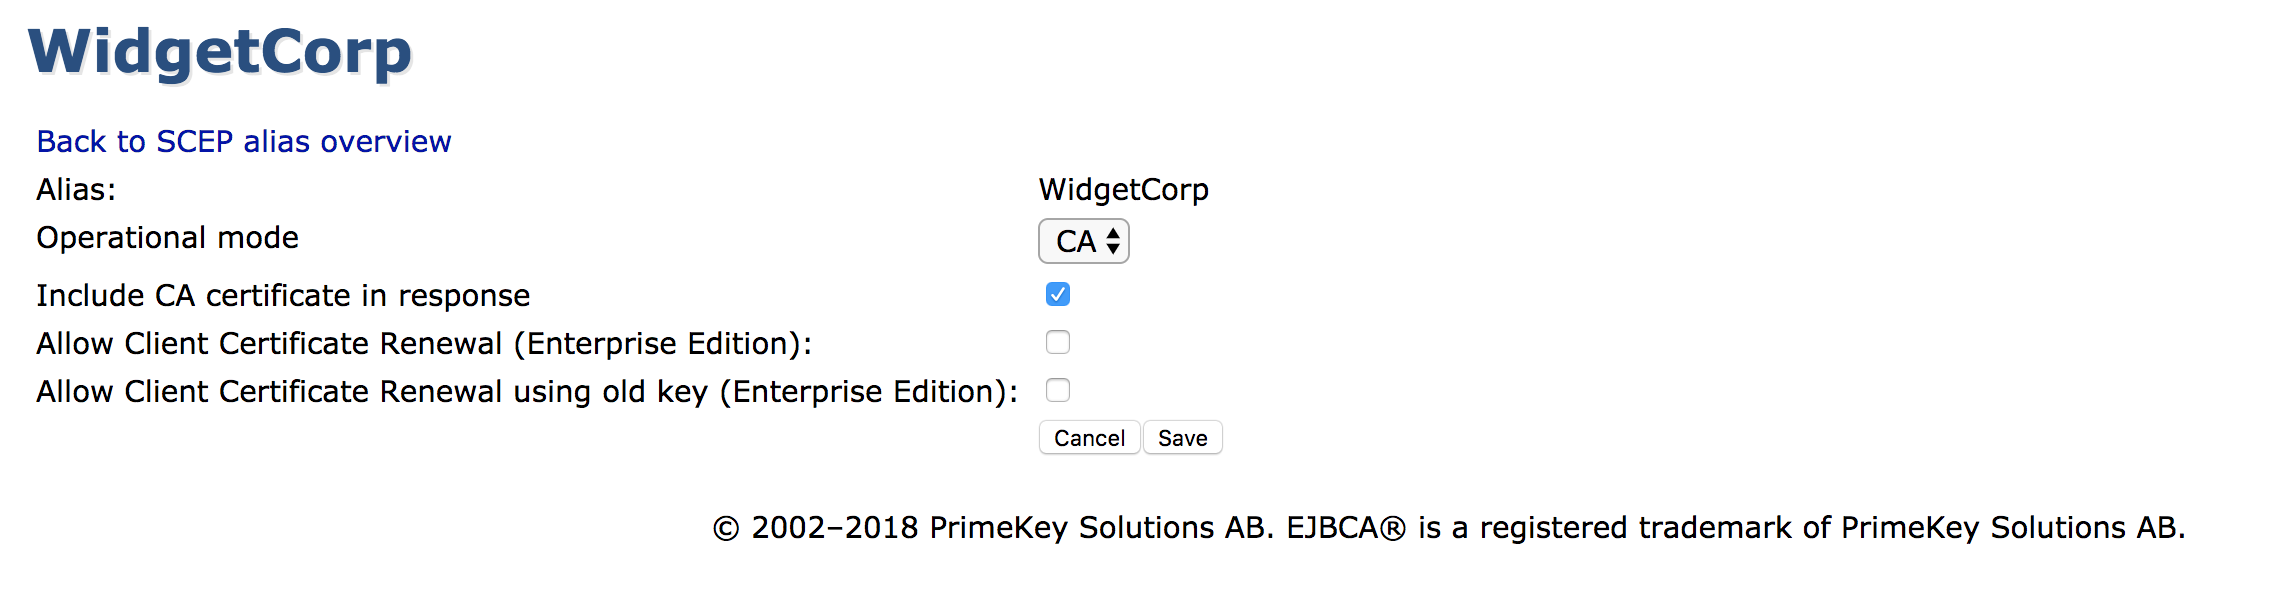 WidgetCorp
Back to SCEP alias overview
Alias: WidgetCorp
Operational mode CA
Include CA certificate in response
Allow Client Certificate Renewal (Enterprise Edition):
Allow Client Certificate Renewal using old key (Enterprise Edition):
Cancel Save
© 2002–2018 PrimeKey Solutions AB. EJBCA® is a registered trademark of PrimeKey Solutions AB.